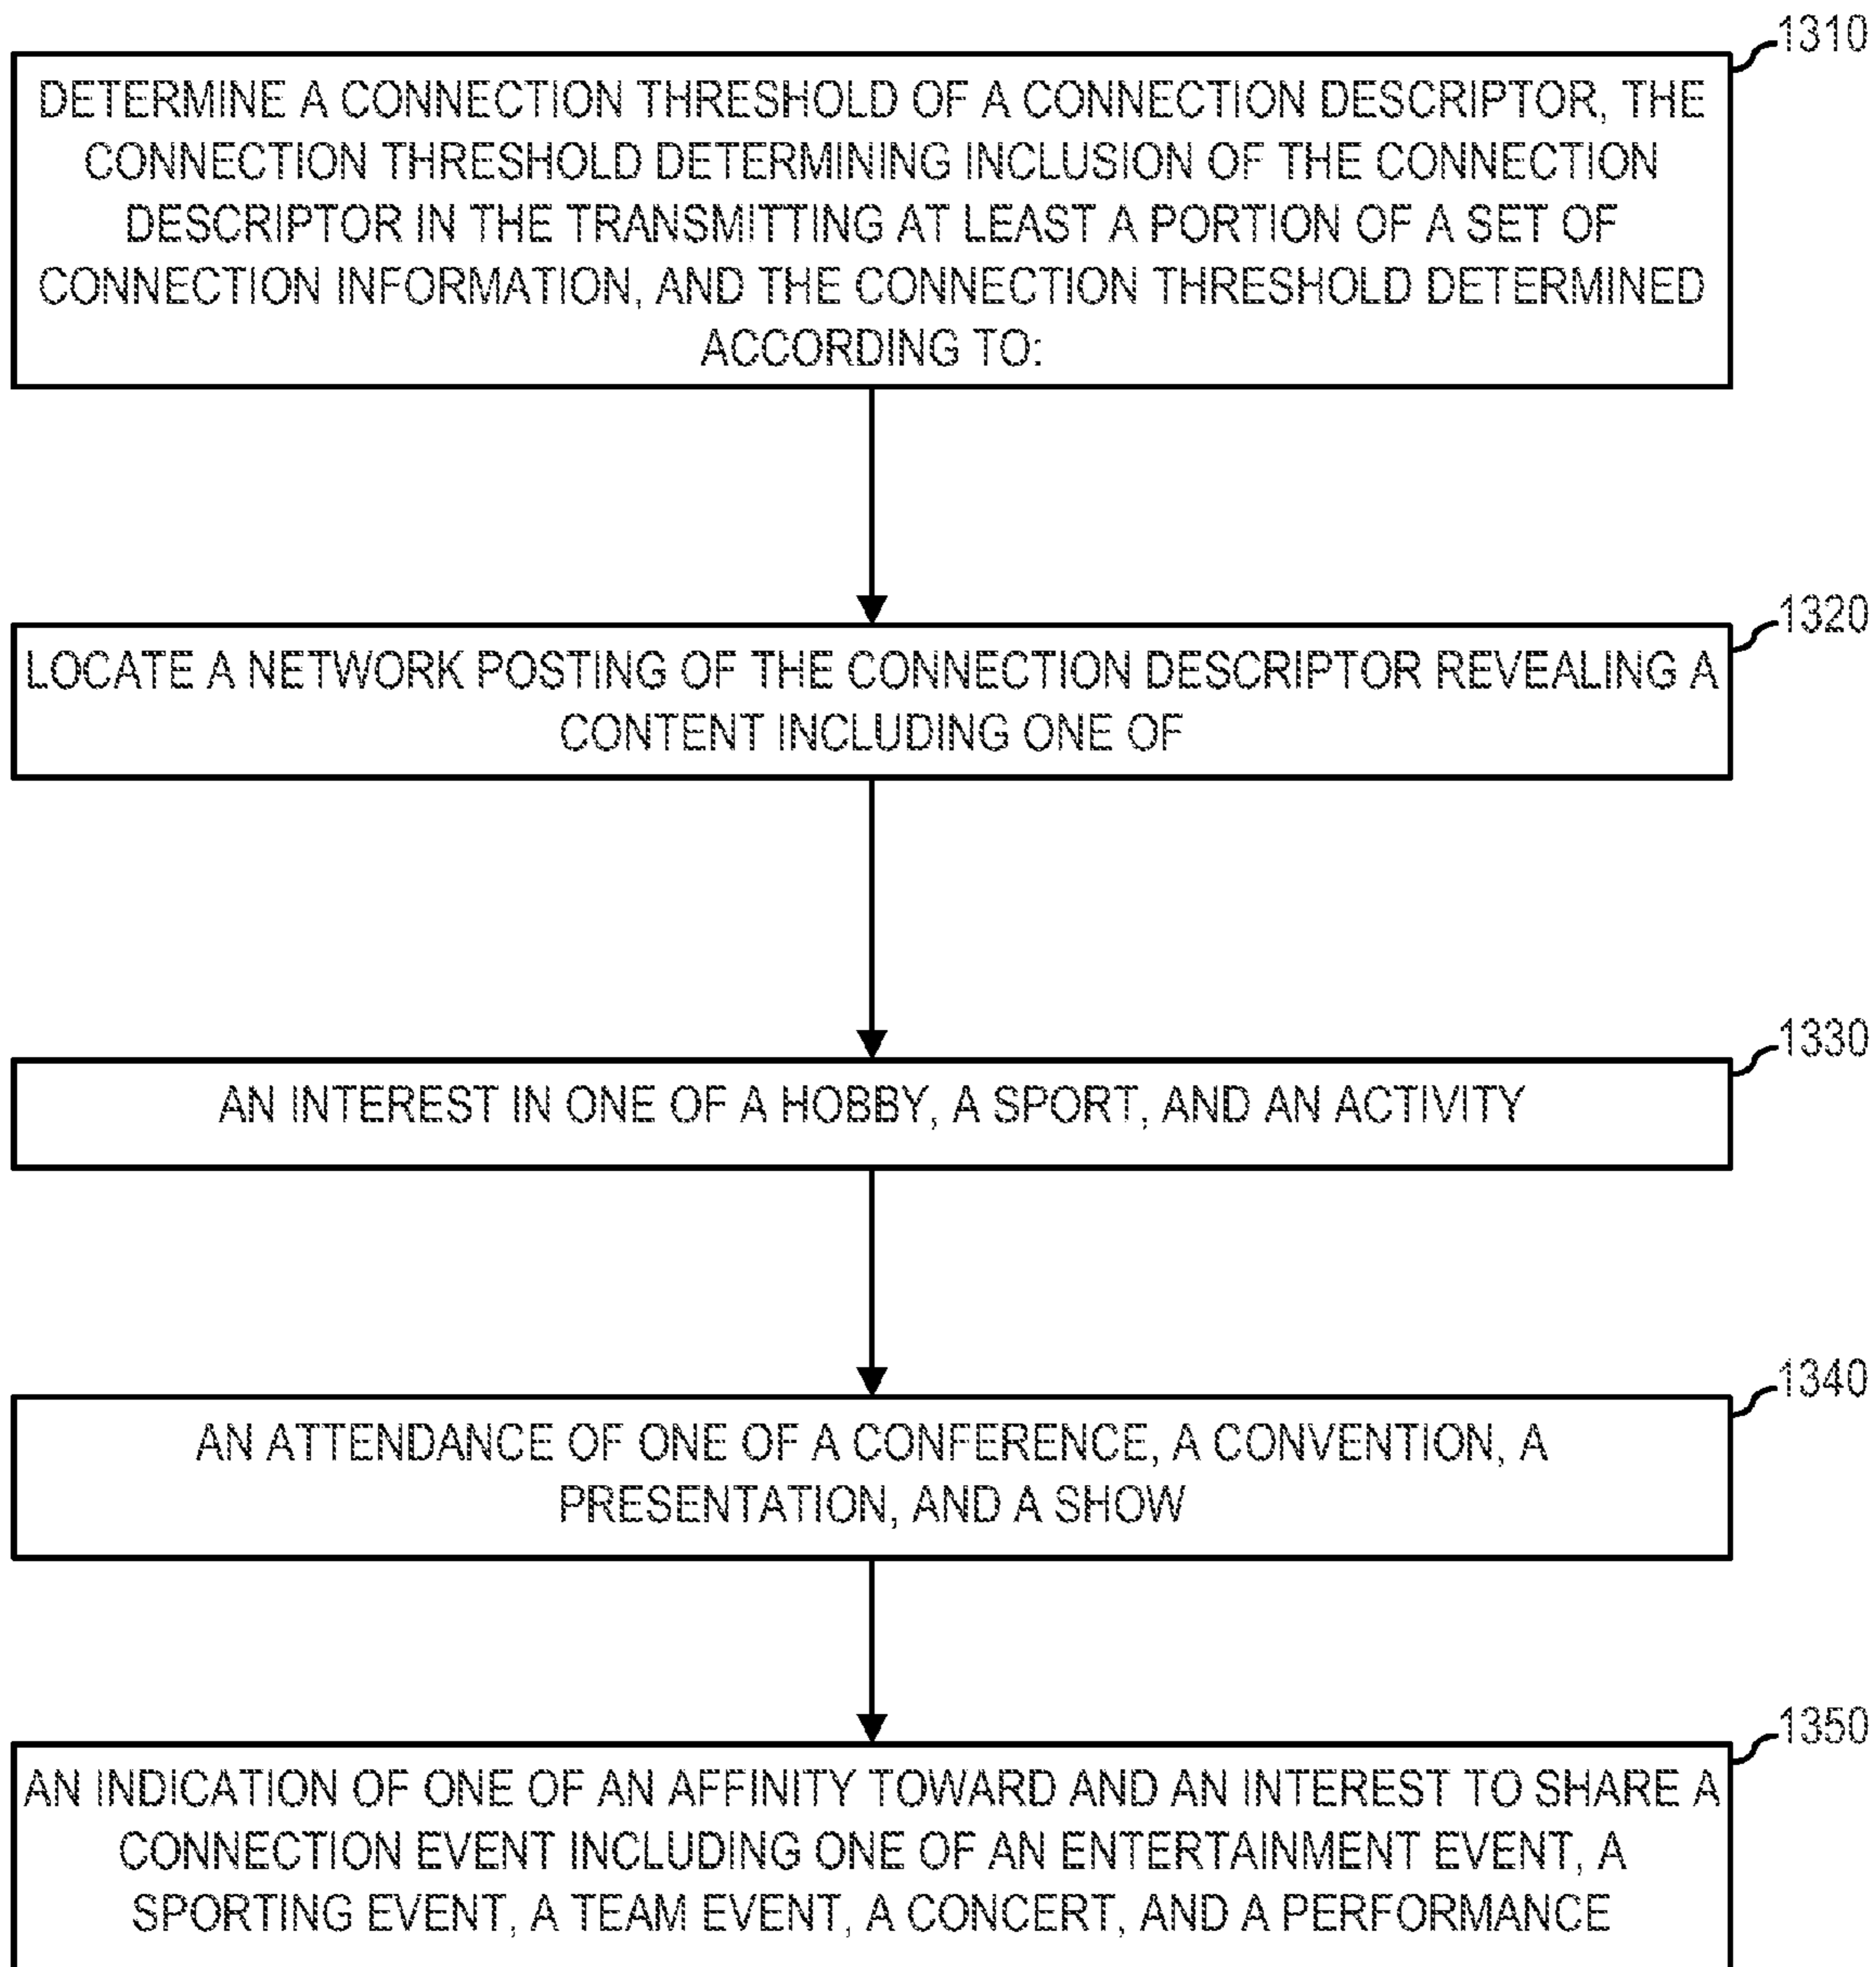 1310
DETERMINE A CONNECTION THRESHOLD OF A CONNECTION DESCRIPTOR, THE
CONNECTION THRESHOLD DETERMINING INCLUSION OF THE CONNECTION
DESCRIPTOR IN THE TRANSMITTING AT LEAST A PORTION OF A SET OF
CONNECTION INFORMATION, AND THE CONNECTION THRESHOLD DETERMINED
ACCORDING TO:
1320
LOCATE A NETWORK POSTING OF THE CONNECTION DESCRIPTOR REVEALING A
CONTENT INCLUDING ONE OF
1330
AN INTEREST IN ONE OF A HOBBY, A SPORT, AND AN ACTIVITY
1340
AN ATTENDANCE OF ONE OF A CONFERENCE, A CONVENTION, A
PRESENTATION, AND A SHOW
1350
AN INDICATION OF ONE OF AN AFFINITY TOWARD AND AN INTEREST TO SHARE A
CONNECTION EVENT INCLUDING ONE OF AN ENTERTAINMENT EVENT, A
SPORTING EVENT, A TEAM EVENT, A CONCERT, AND A PERFORMANCE